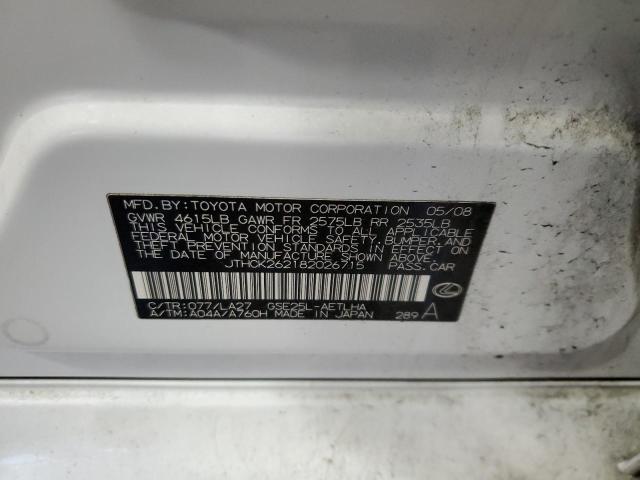 MFD. BY: TOYOTA MOTOR CORPORATION 05/08
GVWR 4615LB GAWR FR 2575LB RR 2535LB
THIS VEHICLE CONFORMS TO ALL APPLICABLE
FEDERAL MOTOR VEHICLE SAFETY, BUMPER, AND
THEFT PREVENTION STANDARDS IN EFFECT ON
THE DATE OF MANUFACTURE SHOWN ABOVE.
JTHCK262182026715 PASS. CAR
C/TR: 077/LA27 GSE25L-AETLHA
A/TM: A04A/A760H MADE IN JAPAN 289 A